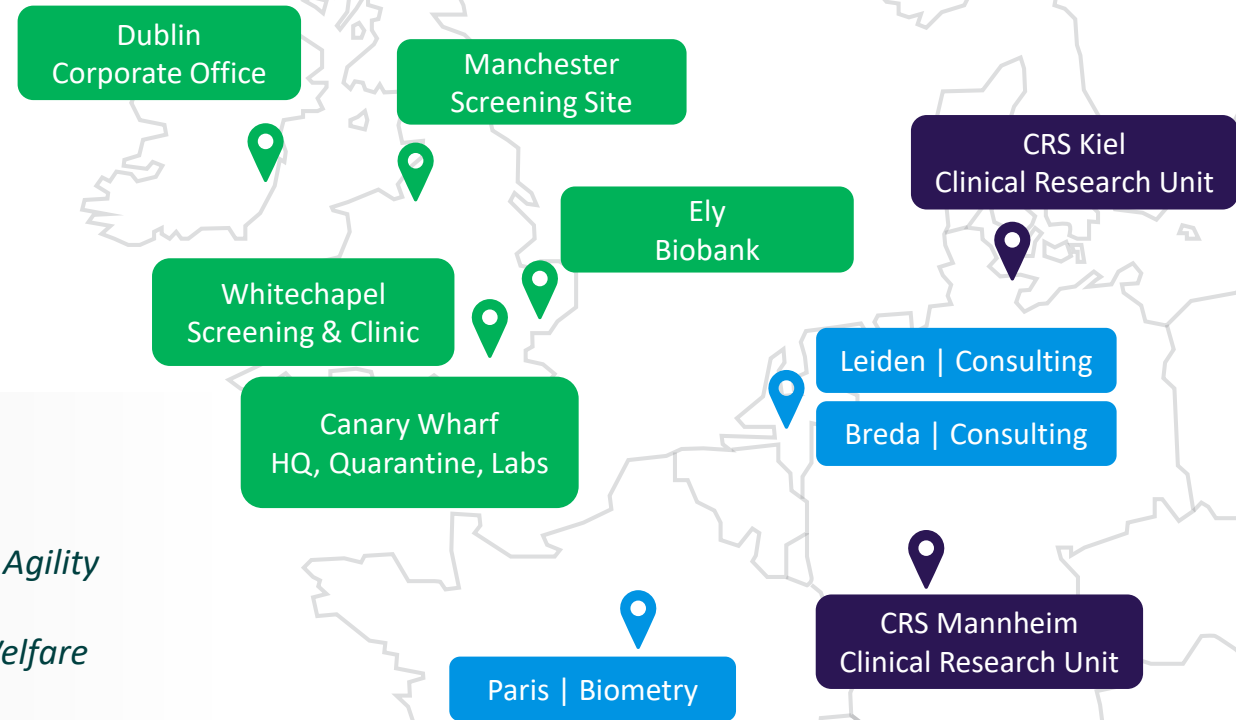 Dublin
Corporate Office
Manchester
Screening Site
CRS Kiel
Clinical Research Unit
Ely
Biobank
Whitechapel
Screening & Clinic
Leiden | Consulting
Canary Wharf
HQ, Quarantine, Labs
Breda | Consulting
Agility
CRS Mannheim
Clinical Research Unit
Paris | Biometry